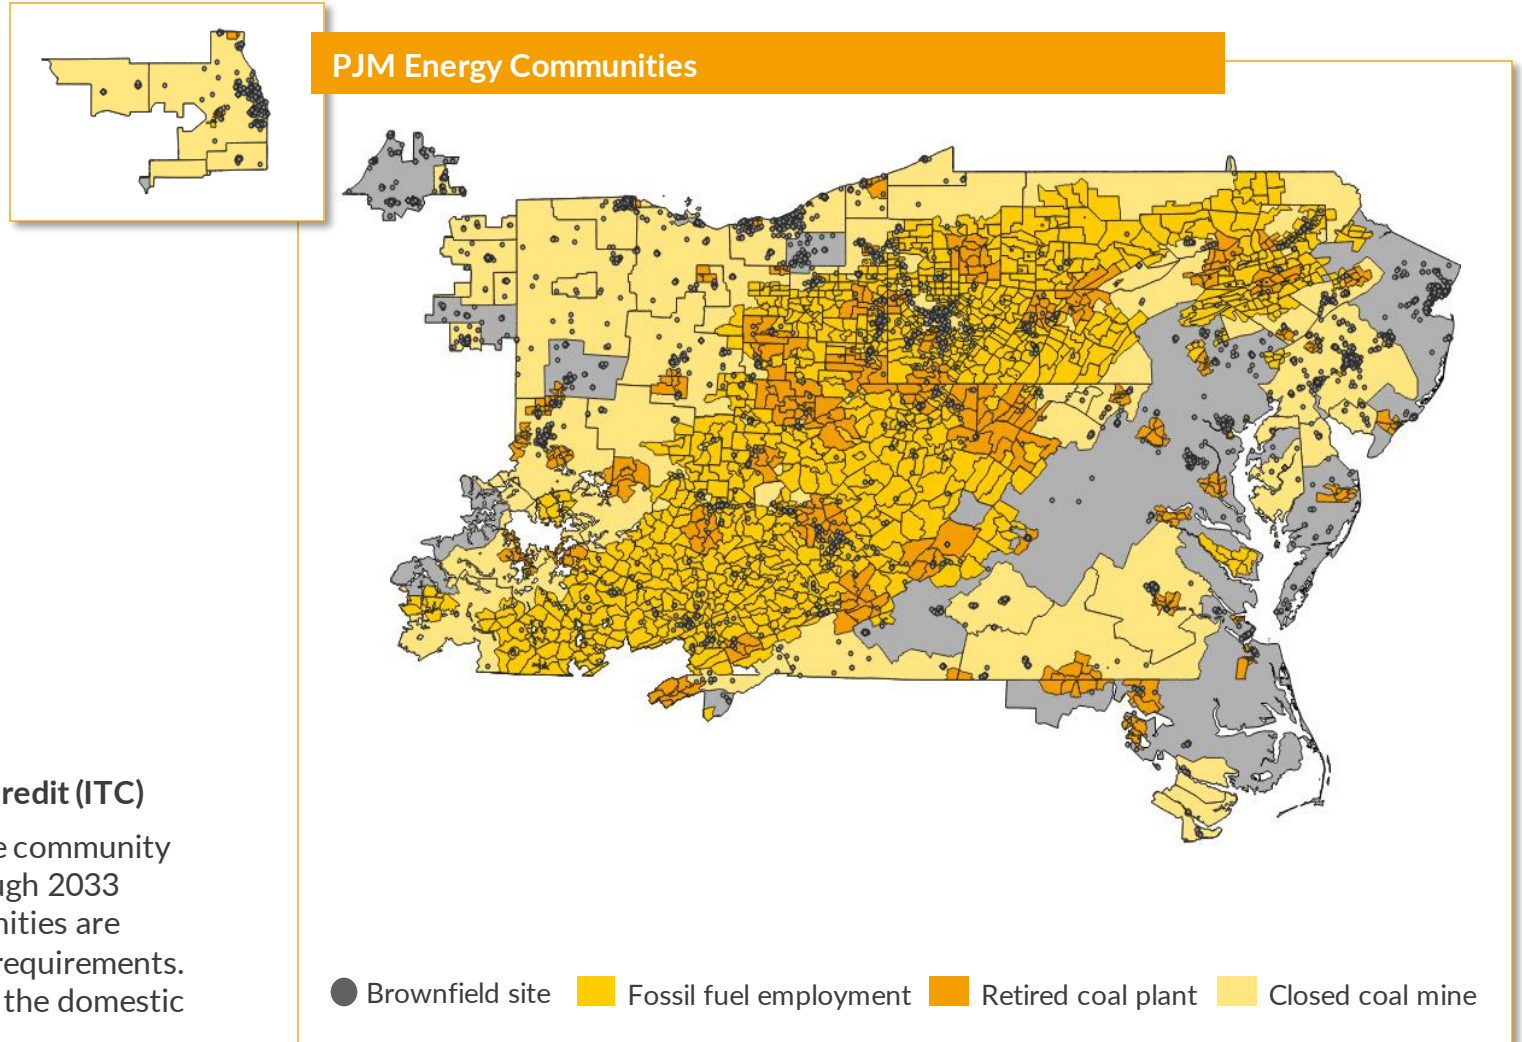 PJM Energy Communities
redit (ITC)
community
ugh 2033
nities are
requirements.
the domestic
Brownfield site Fossil fuel employment Retired coal plant Closed coal mine